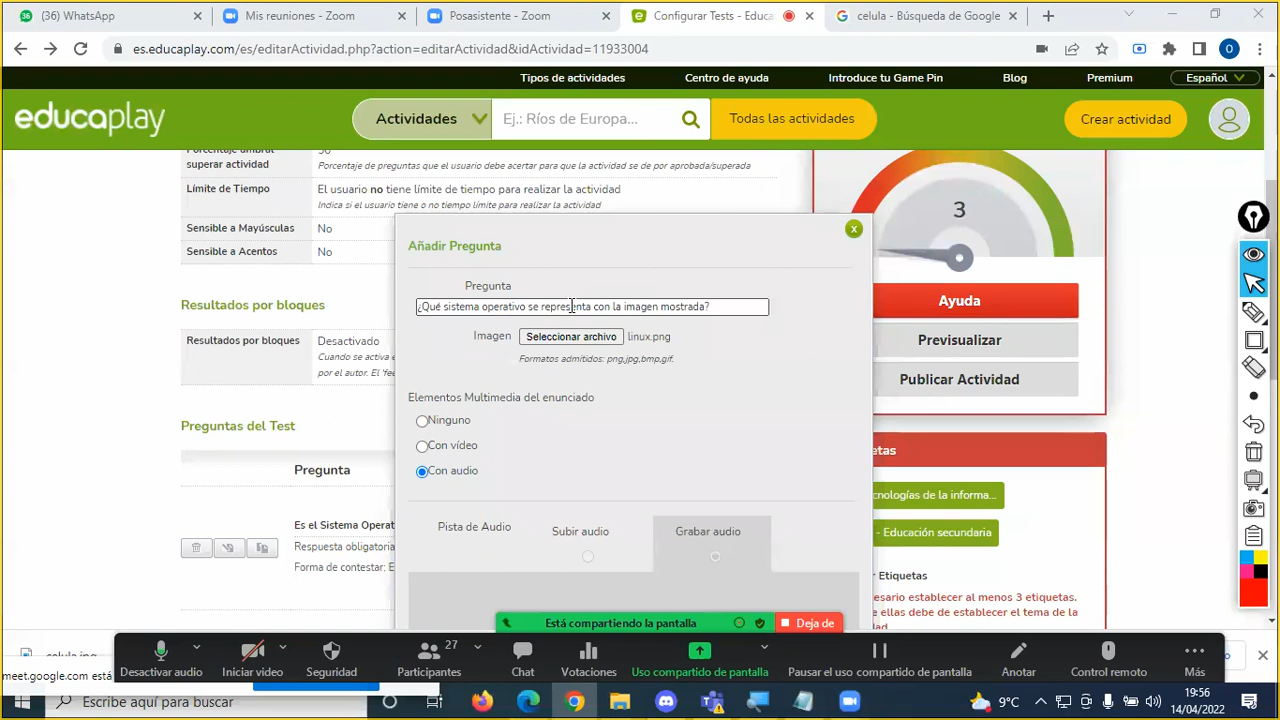 (36) WhatsApp
Mis reuniones - Zoom
Posasistente - Zoom
Configurar Tests - Educa
celula - Búsqueda de Google
es.educaplay.com/es/editarActividad.php?action=editarActividad&idActividad=11933004
Tipos de actividades
Centro de ayuda
Introduce tu Game Pin
Blog
Premium
Español
educaplay
Actividades
Ej.: Ríos de Europa...
Todas las actividades
Crear actividad
superar actividad
Porcentaje de preguntas que el usuario debe acertar para que la actividad se de por aprobada/superada
Límite de Tiempo
El usuario no tiene límite de tiempo para realizar la actividad
Indica si el usuario tiene o no tiempo límite para realizar la actividad
Sensible a Mayúsculas
No
Sensible a Acentos
No
Resultados por bloques
Resultados por bloques
Desactivado
Cuando se activa e
por el autor. El 'fee
Preguntas del Test
Pregunta
Es el Sistema Operat
Respuesta obligatoria
Forma de contestar: E
Añadir Pregunta
x
Pregunta
¿Qué sistema operativo se representa con la imagen mostrada?
Imagen
Seleccionar archivo
linux.png
Formatos admitidos: png,jpg,bmp,gif.
Elementos Multimedia del enunciado
Ninguno
Con vídeo
Con audio
Pista de Audio
Subir audio
Grabar audio
3
Ayuda
Previsualizar
Publicar Actividad
etas
cnologías de la informa...
- Educación secundaria
r Etiquetas
esario establecer al menos 3 etiquetas.
e ellas debe de establecer el tema de la
dad.
Está compartiendo la pantalla
Deja de
celula.jpg
meet.google.com está
Desactivar audio
Iniciar video
Seguridad
27
Participantes
Chat
Votaciones
Uso compartido de pantalla
Pausar el uso compartido de pantalla
Anotar
Control remoto
Más
Escribe aquí para buscar
9°C
19:56
14/04/2022